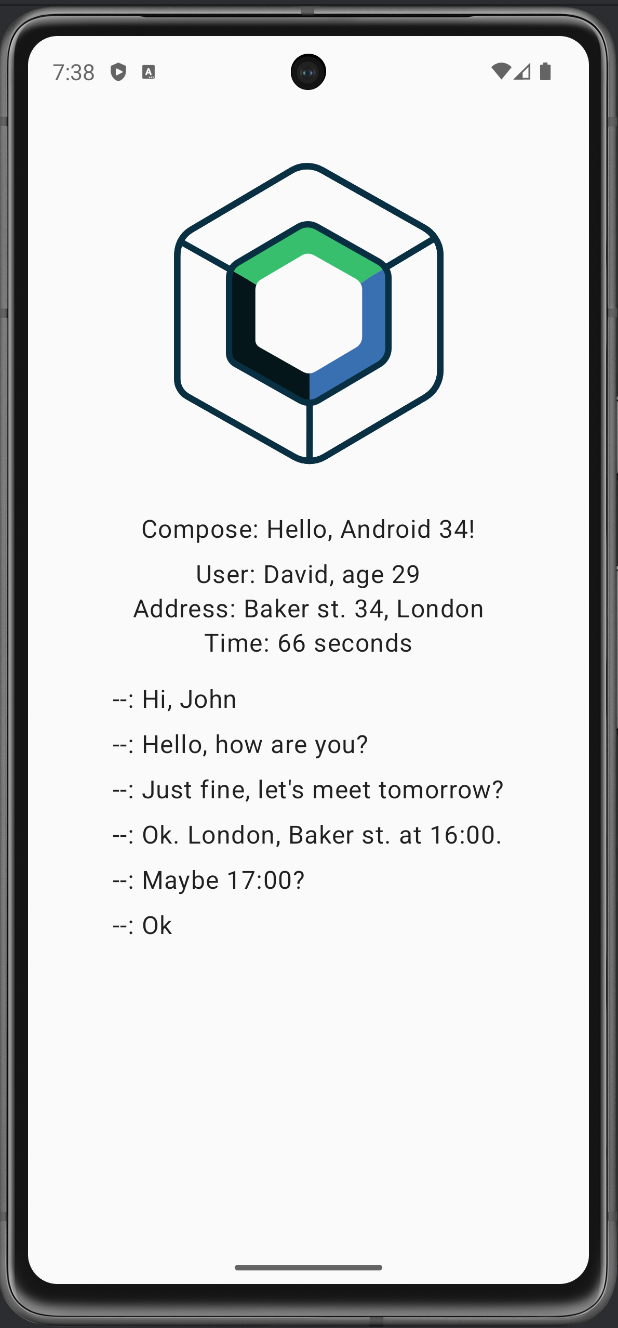 7:38
Compose: Hello, Android 34!
User: David, age 29
Address: Baker st. 34, London
Time: 66 seconds
--: Hi, John
--: Hello, how are you?
--: Just fine, let's meet tomorrow?
--: Ok. London, Baker st. at 16:00.
--: Maybe 17:00?
--: Ok